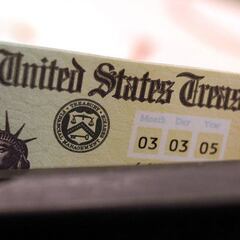 United States Treas
Month Day Year
03 03 05